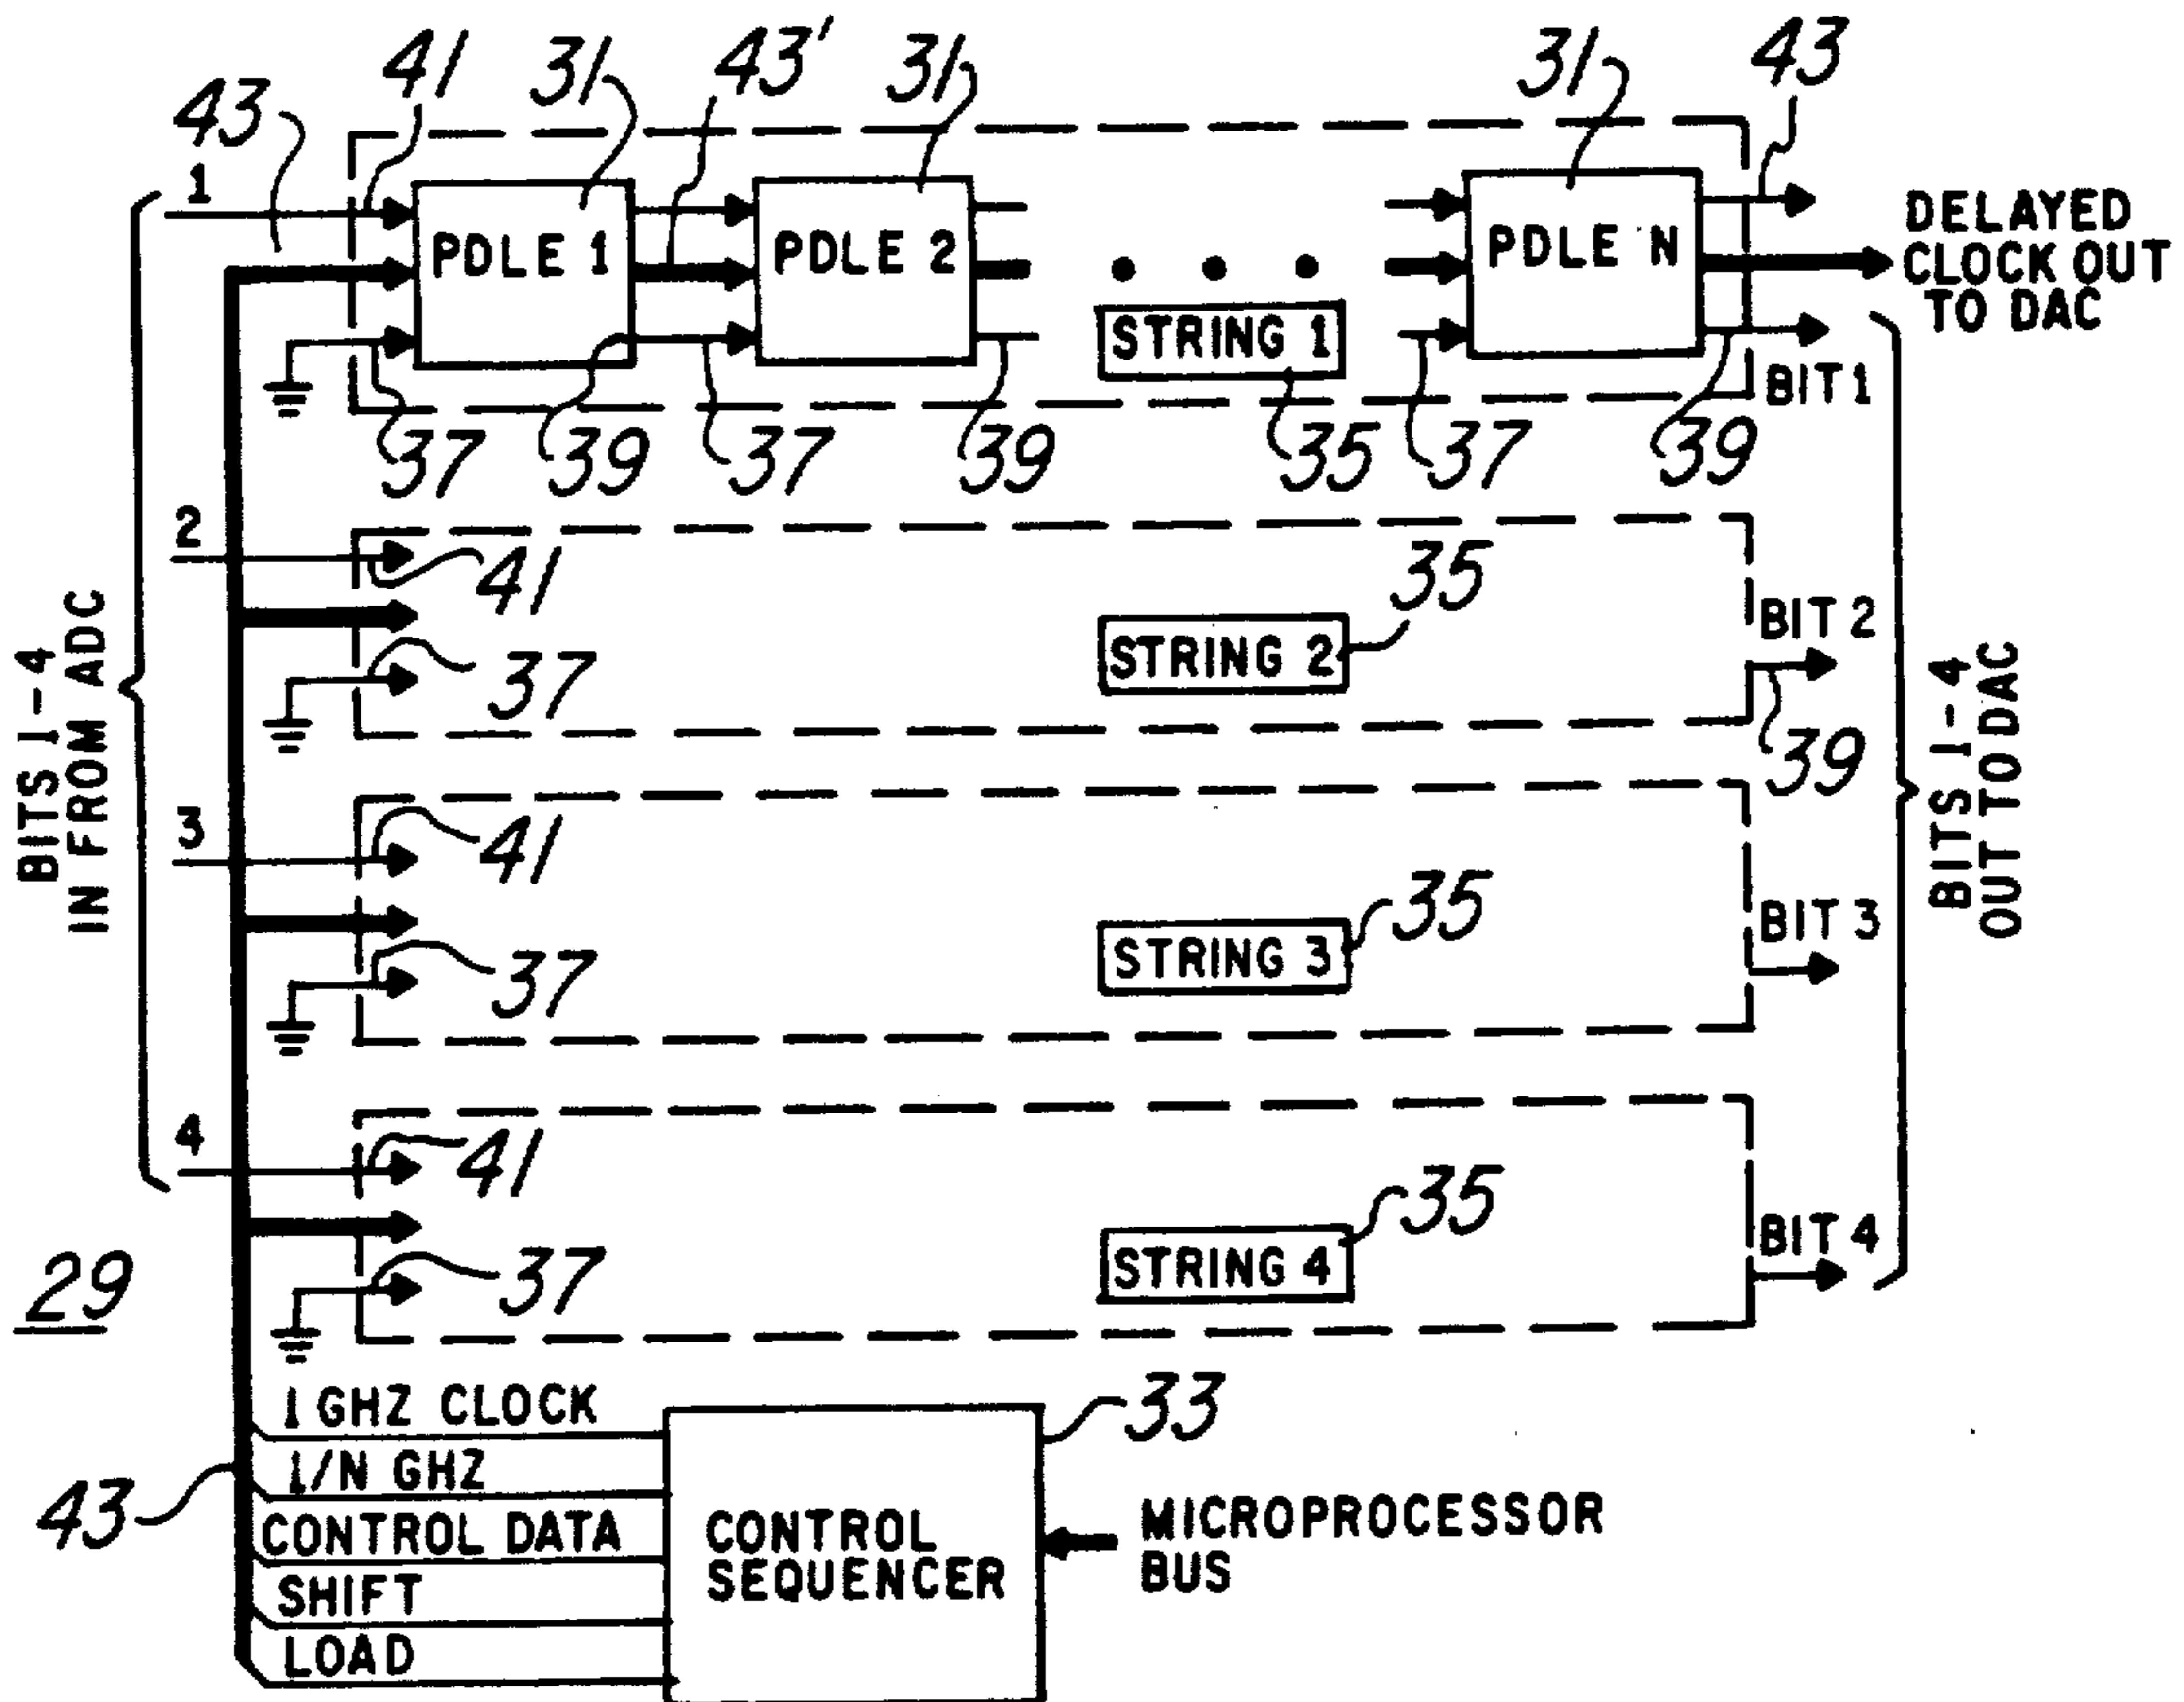 43
41
31
43'
31
31
43
1
PDLE 1
PDLE 2
PDLE N
DELAYED
CLOCK OUT
TO DAC
STRING 1
BIT 1
37
39
37
39
35
37
39
2
41
35
BIT 2
STRING 2
37
39
BITS 1-4
IN FROM ADC
BITS 1-4
OUT TO DAC
3
41
35
BIT 3
STRING 3
37
4
41
35
BIT 4
STRING 4
37
29
1 GHZ CLOCK
33
1/N GHZ
43
CONTROL DATA
CONTROL
SEQUENCER
MICROPROCESSOR
BUS
SHIFT
LOAD